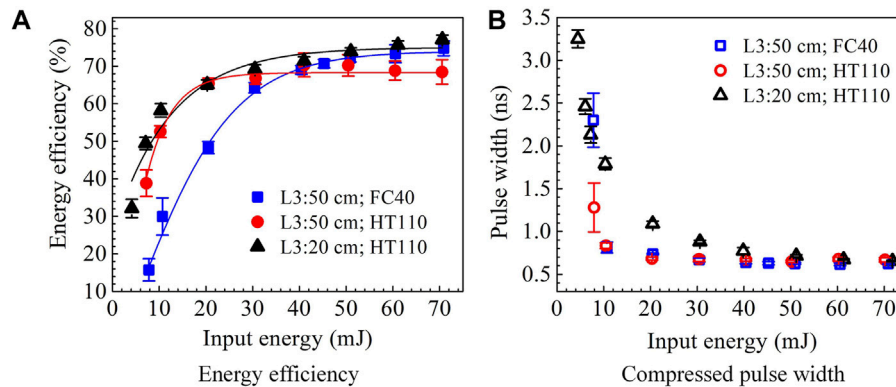 A
Energy efficiency (%)
80
70
60
50
40
30
20
10
L3:50 cm; FC40
L3:50 cm; HT110
L3:20 cm; HT110
0 10 20 30 40 50 60 70
Input energy (mJ)
Energy efficiency
B
Pulse width (ns)
3.5
3.0
2.5
2.0
1.5
1.0
0.5
L3:50 cm; FC40
L3:50 cm; HT110
L3:20 cm; HT110
0 10 20 30 40 50 60 70
Input energy (mJ)
Compressed pulse width